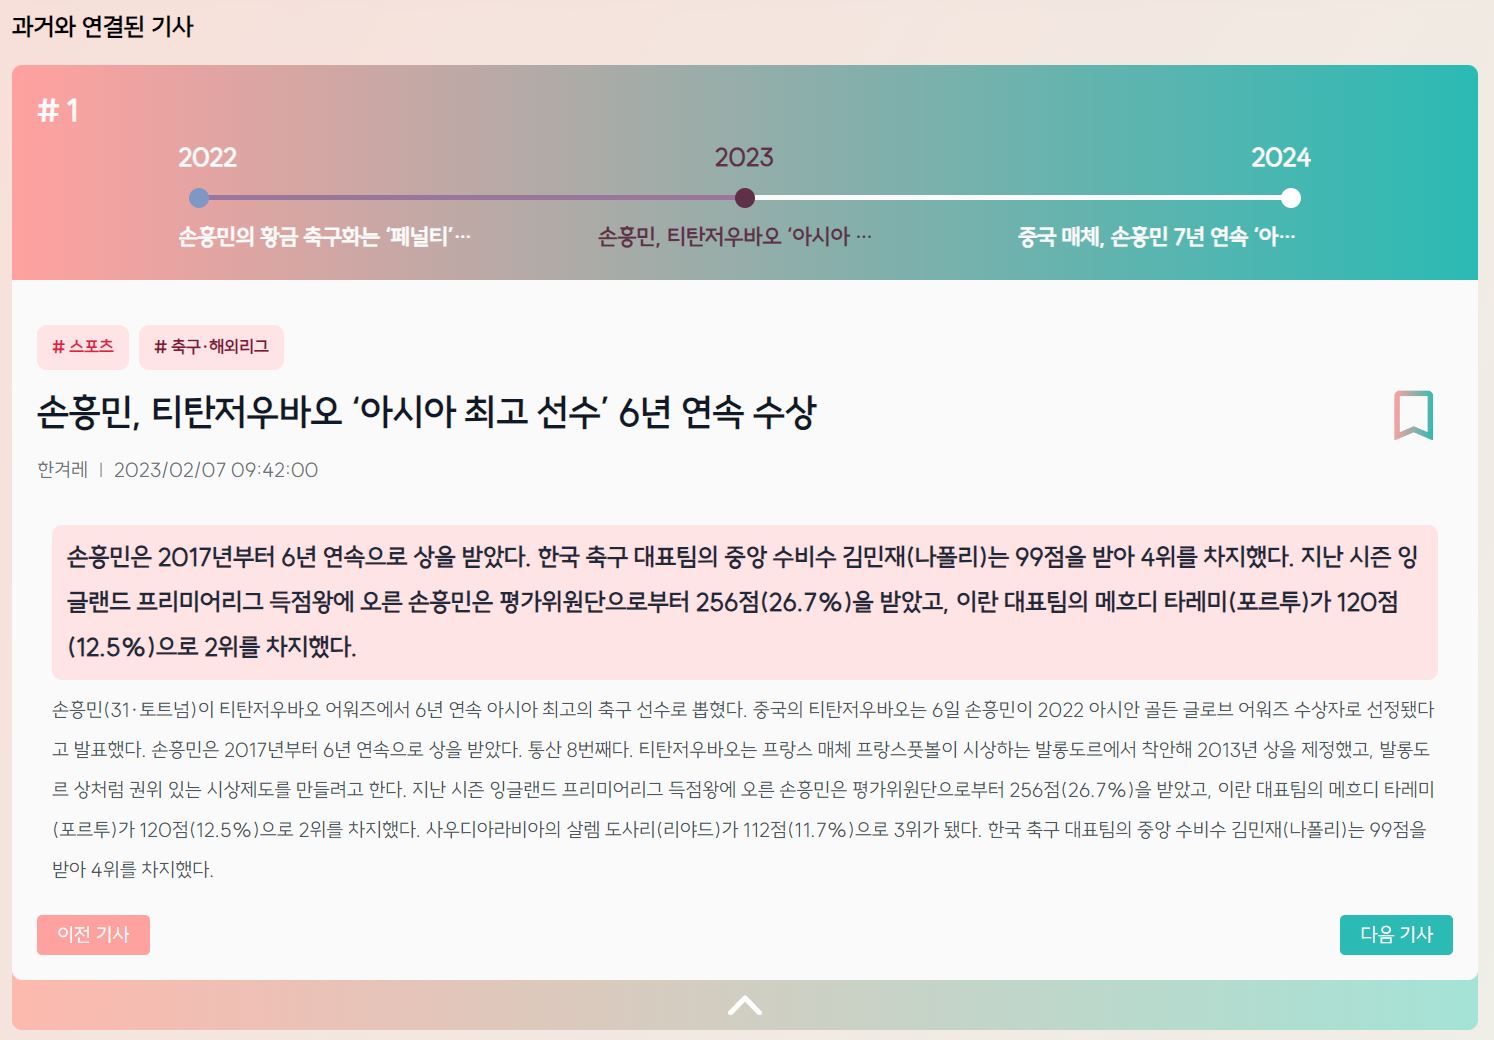 과거와 연결된 기사
# 1
2022
2023
2024
손흥민의 황금 축구화는 ‘페널티’…
손흥민, 티탄저우바오 ‘아시아 …
중국 매체, 손흥민 7년 연속 ‘아…
# 스포츠
# 축구·해외리그
손흥민, 티탄저우바오 ‘아시아 최고 선수’ 6년 연속 수상
한겨레 | 2023/02/07 09:42:00
손흥민은 2017년부터 6년 연속으로 상을 받았다. 한국 축구 대표팀의 중앙 수비수 김민재(나폴리)는 99점을 받아 4위를 차지했다. 지난 시즌 잉
글랜드 프리미어리그 득점왕에 오른 손흥민은 평가위원단으로부터 256점(26.7%)을 받았고, 이란 대표팀의 메흐디 타레미(포르투)가 120점
(12.5%)으로 2위를 차지했다.
손흥민(31·토트넘)이 티탄저우바오 어워즈에서 6년 연속 아시아 최고의 축구 선수로 뽑혔다. 중국의 티탄저우바오는 6일 손흥민이 2022 아시안 골든 글로브 어워즈 수상자로 선정됐다
고 발표했다. 손흥민은 2017년부터 6년 연속으로 상을 받았다. 통산 8번째다. 티탄저우바오는 프랑스 매체 프랑스풋볼이 시상하는 발롱도르에서 착안해 2013년 상을 제정했고, 발롱도
르 상처럼 권위 있는 시상제도를 만들려고 한다. 지난 시즌 잉글랜드 프리미어리그 득점왕에 오른 손흥민은 평가위원단으로부터 256점(26.7%)을 받았고, 이란 대표팀의 메흐디 타레미
(포르투)가 120점(12.5%)으로 2위를 차지했다. 사우디아라비아의 살렘 도사리(리야드)가 112점(11.7%)으로 3위가 됐다. 한국 축구 대표팀의 중앙 수비수 김민재(나폴리)는 99점을
받아 4위를 차지했다.
이전 기사
다음 기사